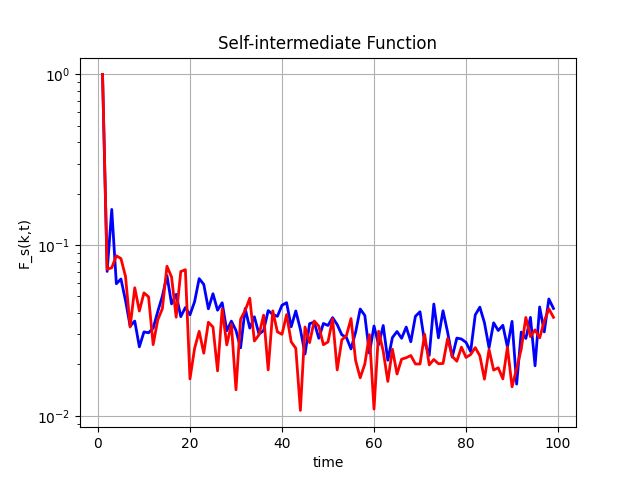 Self-intermediate Function
F_s(k,t)
10⁰
10⁻¹
10⁻²
0 20 40 60 80 100
time